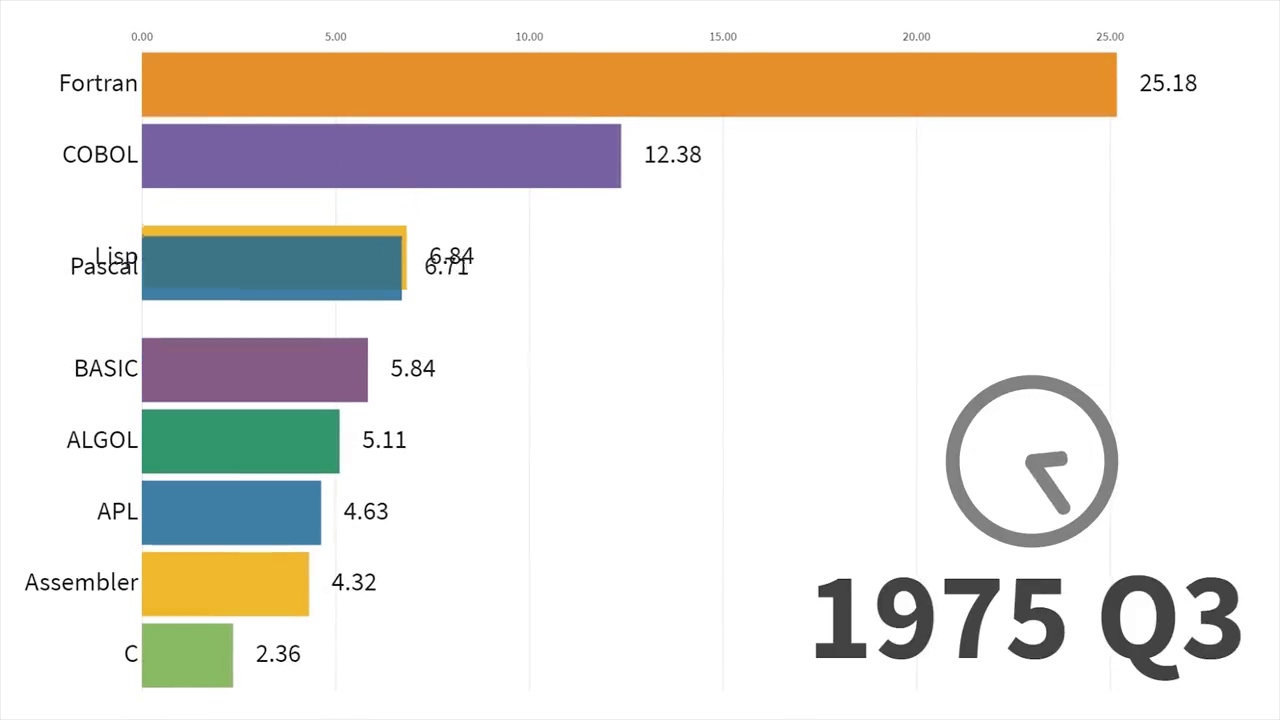 0.00 5.00 10.00 15.00 20.00 25.00
Fortran 25.18
COBOL 12.38
Lisp 6.84
Pascal 6.71
BASIC 5.84
ALGOL 5.11
APL 4.63
Assembler 4.32
C 2.36
1975 Q3